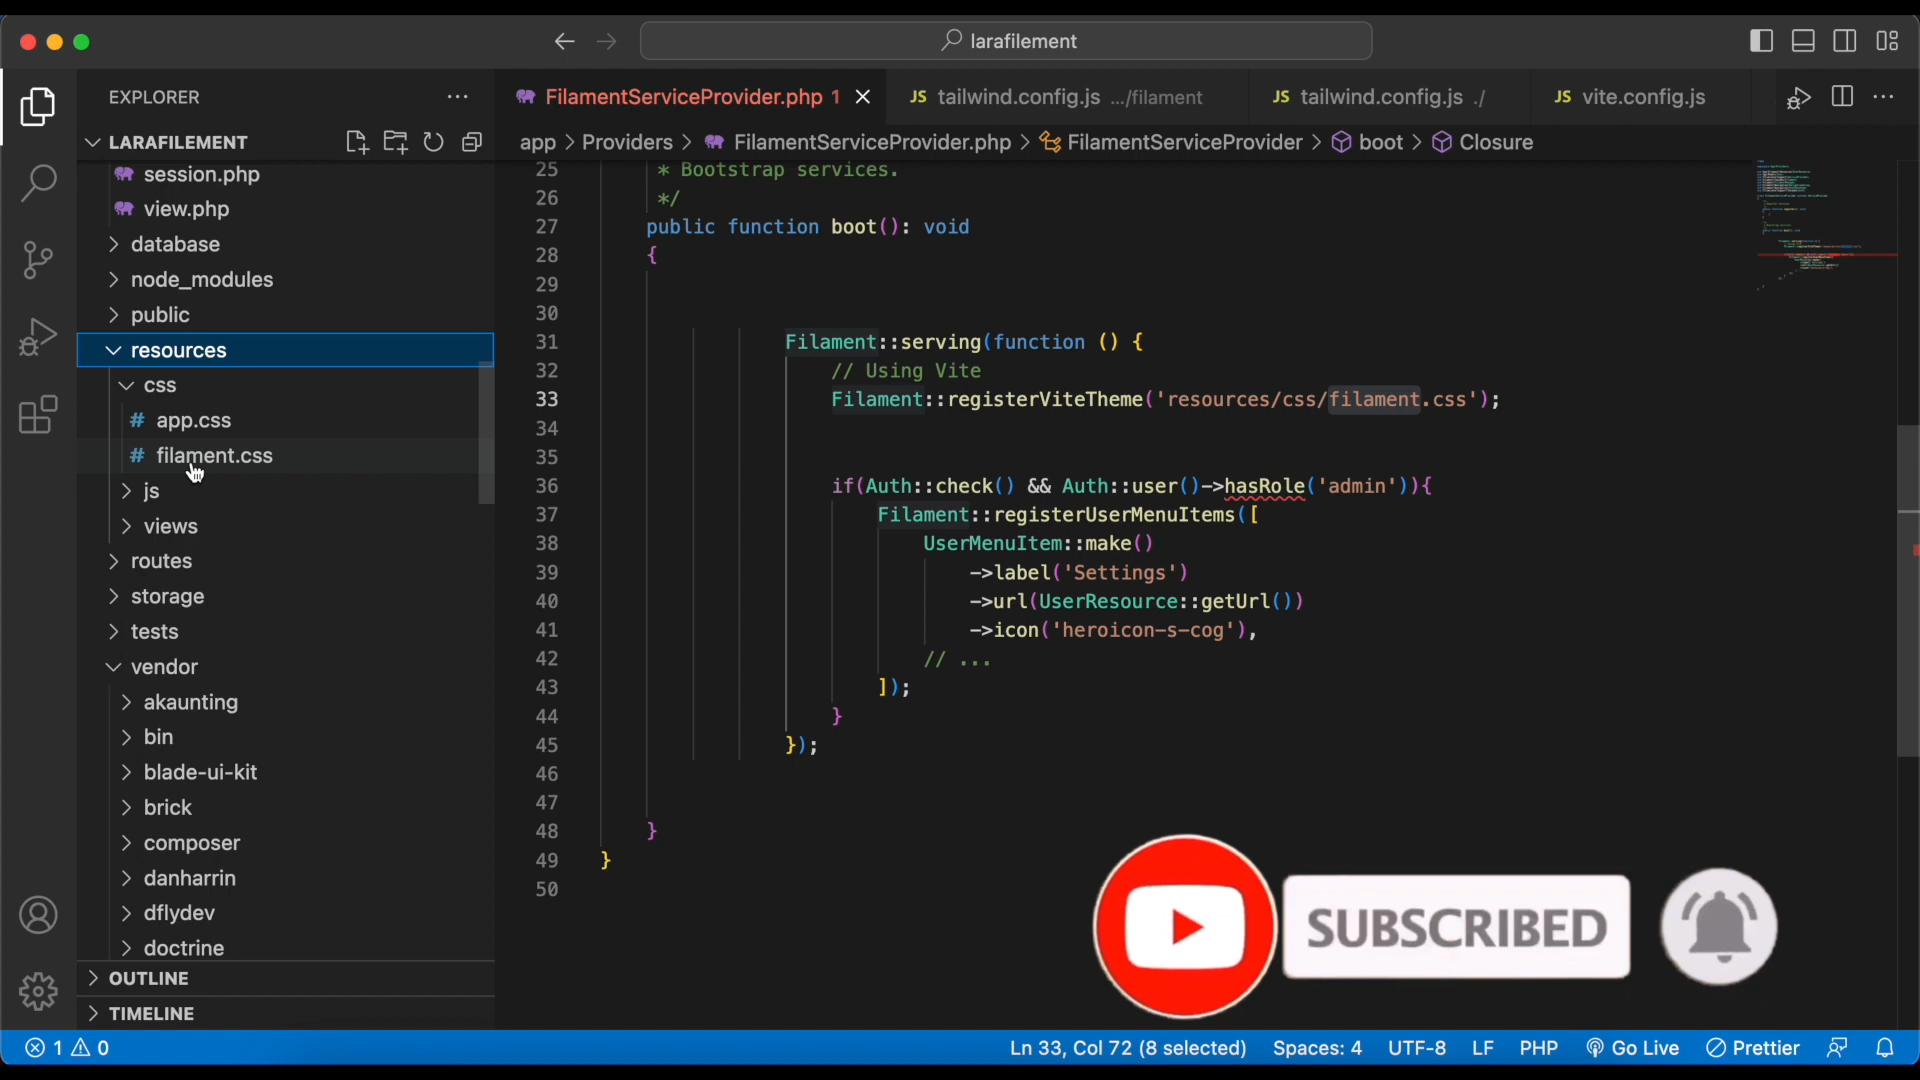 larafilement
EXPLORER
LARAFILEMENT
session.php
view.php
database
node_modules
public
resources
css
# app.css
# filament.css
js
views
routes
storage
tests
vendor
akaunting
bin
blade-ui-kit
brick
composer
danharrin
dflydev
doctrine
OUTLINE
TIMELINE
FilamentServiceProvider.php 1
JS tailwind.config.js .../filament
JS tailwind.config.js ./
JS vite.config.js
app > Providers > FilamentServiceProvider.php > FilamentServiceProvider > boot > Closure
25 * Bootstrap services.
26 */
27 public function boot(): void
28 {
29
30
31 Filament::serving(function () {
32 // Using Vite
33 Filament::registerViteTheme('resources/css/filament.css');
34
35
36 if(Auth::check() && Auth::user()->hasRole('admin')){
37 Filament::registerUserMenuItems([
38 UserMenuItem::make()
39 ->label('Settings')
40 ->url(UserResource::getUrl())
41 ->icon('heroicon-s-cog'),
42 // ...
43 ]);
44 }
45 });
46
47
48 }
49 }
50
SUBSCRIBED
1 0
Ln 33, Col 72 (8 selected)
Spaces: 4
UTF-8
LF
PHP
Go Live
Prettier